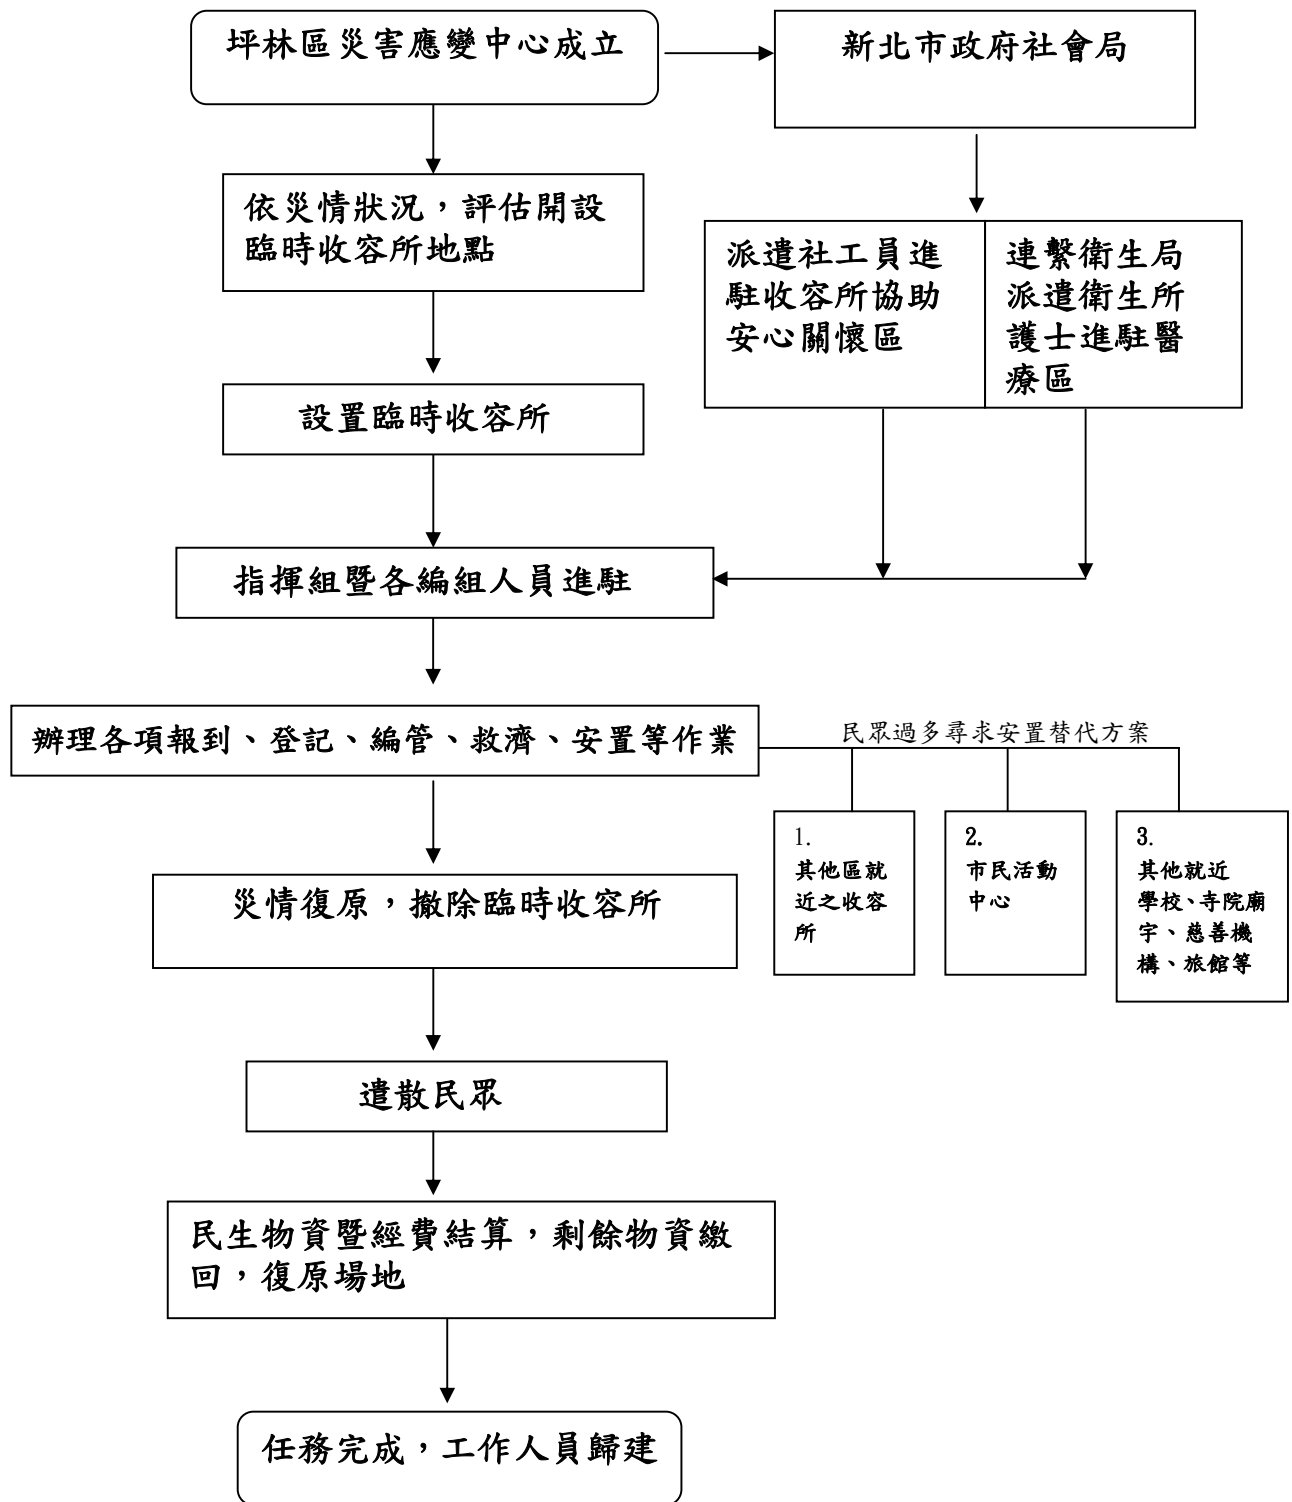 坪林區災害應變中心成立
新北市政府社會局
依災情狀況，評估開設
臨時收容所地點
派遣社工員進
駐收容所協助
安心關懷區
連繫衛生局
派遣衛生所
護士進駐醫
療區
設置臨時收容所
指揮組暨各編組人員進駐
辦理各項報到、登記、編管、救濟、安置等作業
民眾過多尋求安置替代方案
1.
其他區就
近之收容
所
2.
市民活動
中心
3.
其他就近
學校、寺院廟
宇、慈善機
構、旅館等
災情復原，撤除臨時收容所
遣散民眾
民生物資暨經費結算，剩餘物資繳
回，復原場地
任務完成，工作人員歸建